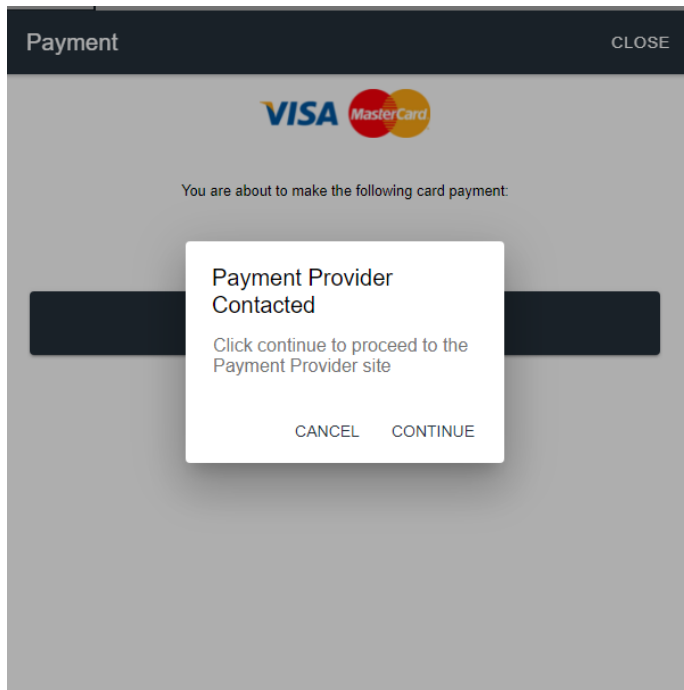 Payment CLOSE
VISA MasterCard
You are about to make the following card payment:
Payment Provider
Contacted
Click continue to proceed to the
Payment Provider site
CANCEL CONTINUE